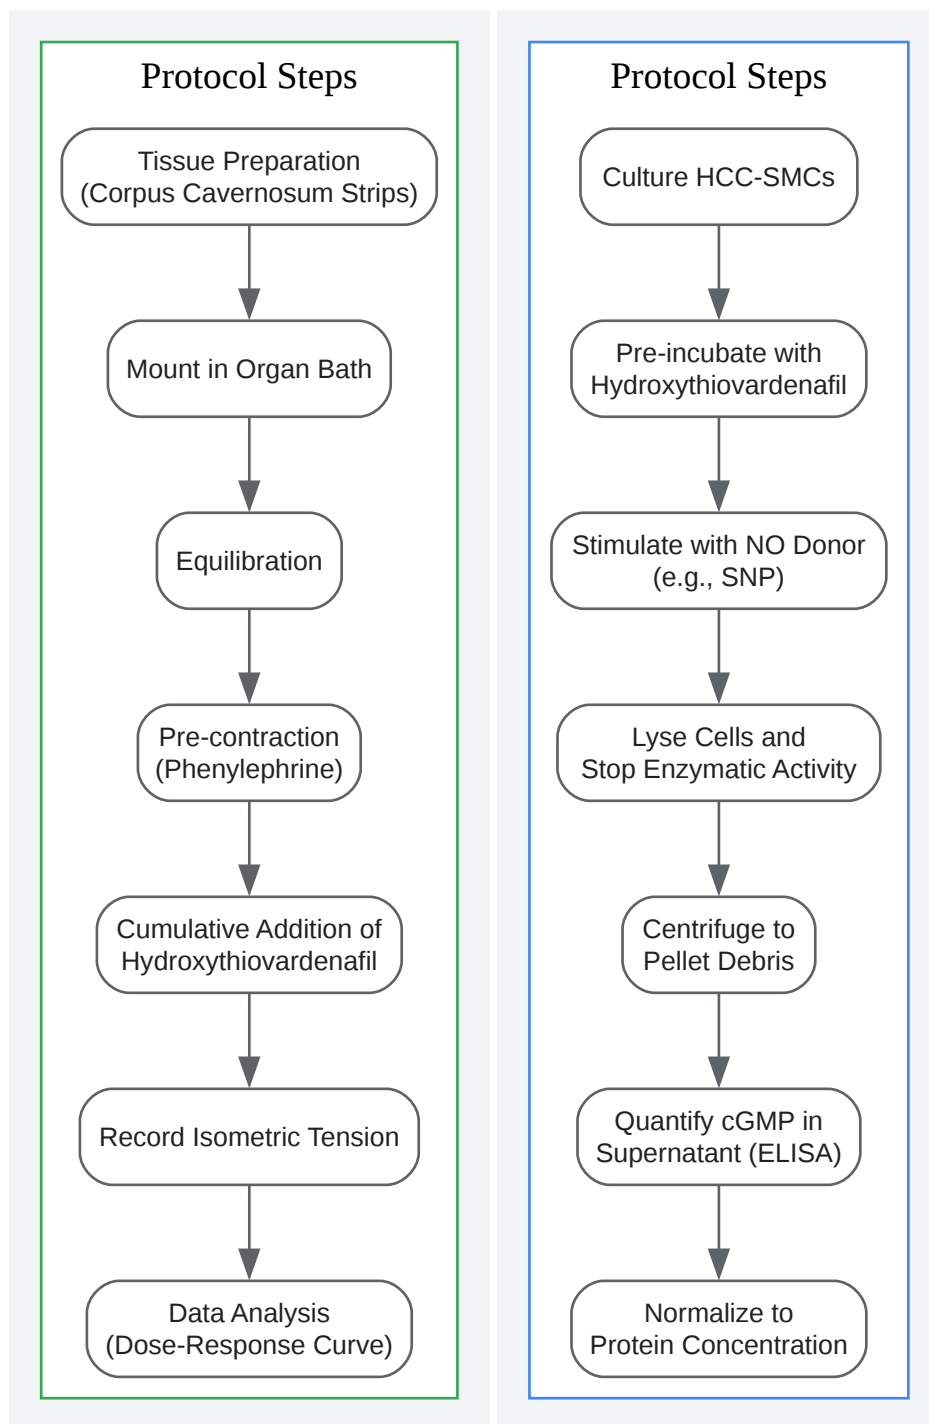 Protocol Steps
Tissue Preparation
(Corpus Cavernosum Strips)
Mount in Organ Bath
Equilibration
Pre-contraction
(Phenylephrine)
Cumulative Addition of
Hydroxythiovardenafil
Record Isometric Tension
Data Analysis
(Dose-Response Curve)
Protocol Steps
Culture HCC-SMCs
Pre-incubate with
Hydroxythiovardenafil
Stimulate with NO Donor
(e.g., SNP)
Lyse Cells and
Stop Enzymatic Activity
Centrifuge to
Pellet Debris
Quantify cGMP in
Supernatant (ELISA)
Normalize to
Protein Concentration